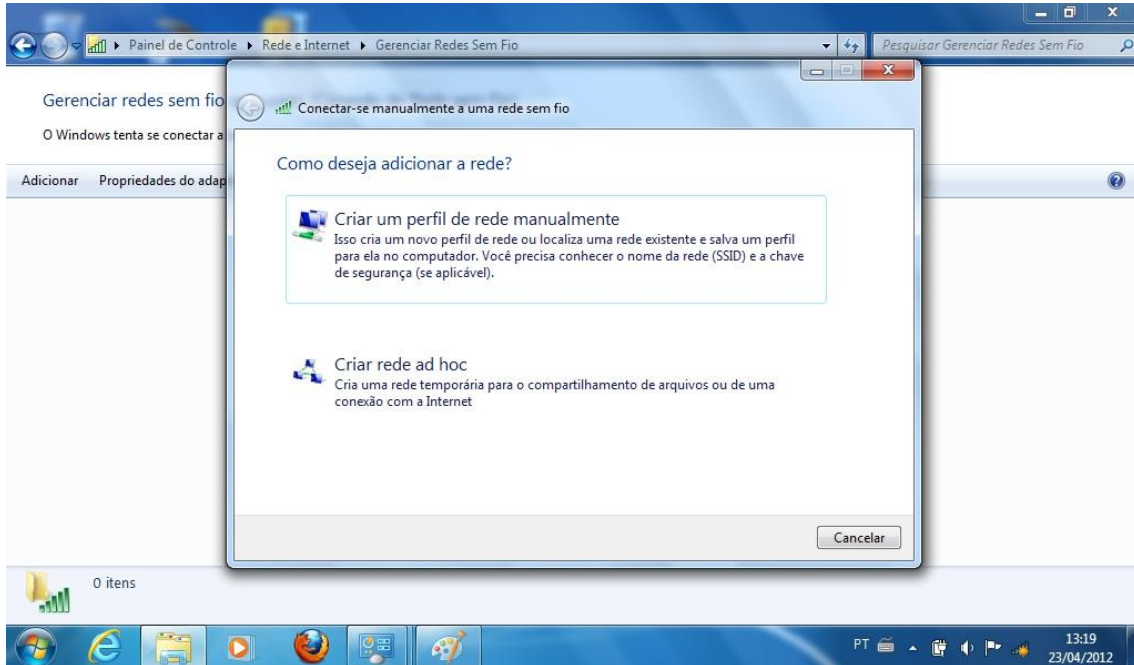 Painel de Controle Rede e Internet Gerenciar Redes Sem Fio
Pesquisar Gerenciar Redes Sem Fio
Gerenciar redes sem fio
O Windows tenta se conectar a
Adicionar Propriedades do adap
Conectar-se manualmente a uma rede sem fio
Como deseja adicionar a rede?
Criar um perfil de rede manualmente
Isso cria um novo perfil de rede ou localiza uma rede existente e salva um perfil
para ela no computador. Você precisa conhecer o nome da rede (SSID) e a chave
de segurança (se aplicável).
Criar rede ad hoc
Cria uma rede temporária para o compartilhamento de arquivos ou de uma
conexão com a Internet
Cancelar
0 itens
PT
13:19
23/04/2012